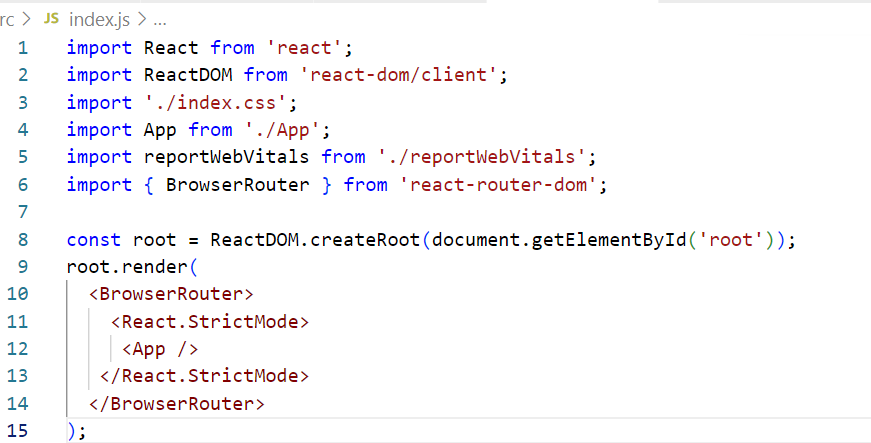 rc > JS index.js > ...
1 import React from 'react';
2 import ReactDOM from 'react-dom/client';
3 import './index.css';
4 import App from './App';
5 import reportWebVitals from './reportWebVitals';
6 import { BrowserRouter } from 'react-router-dom';
7
8 const root = ReactDOM.createRoot(document.getElementById('root'));
9 root.render(
10   <BrowserRouter>
11     <React.StrictMode>
12      <App />
13    </React.StrictMode>
14   </BrowserRouter>
15 );